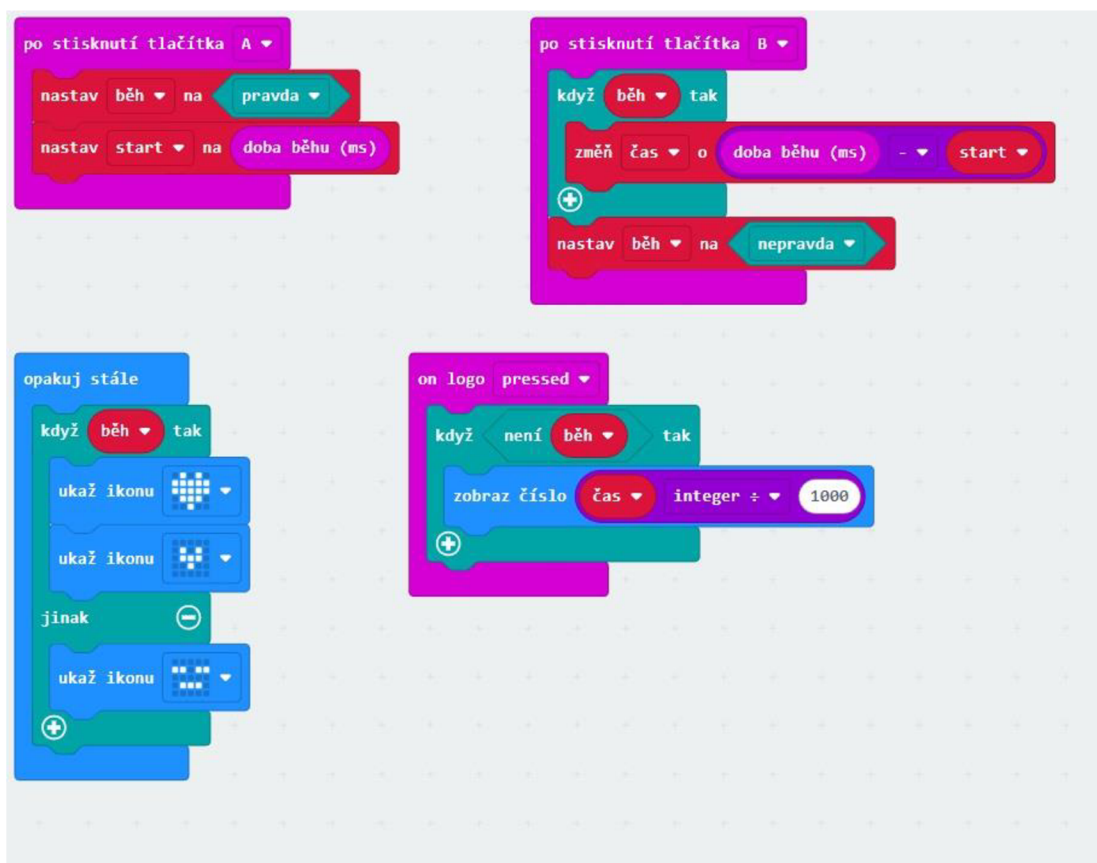 po stisknutí tlačítka A
nastav běh na pravda
nastav start na doba běhu (ms)
po stisknutí tlačítka B
když běh tak
změň čas o doba běhu (ms) - start
nastav běh na nepravda
opakuj stále
když běh tak
ukaž ikonu
ukaž ikonu
jinak
ukaž ikonu
on logo pressed
když není běh tak
zobraz číslo čas integer ÷ 1000